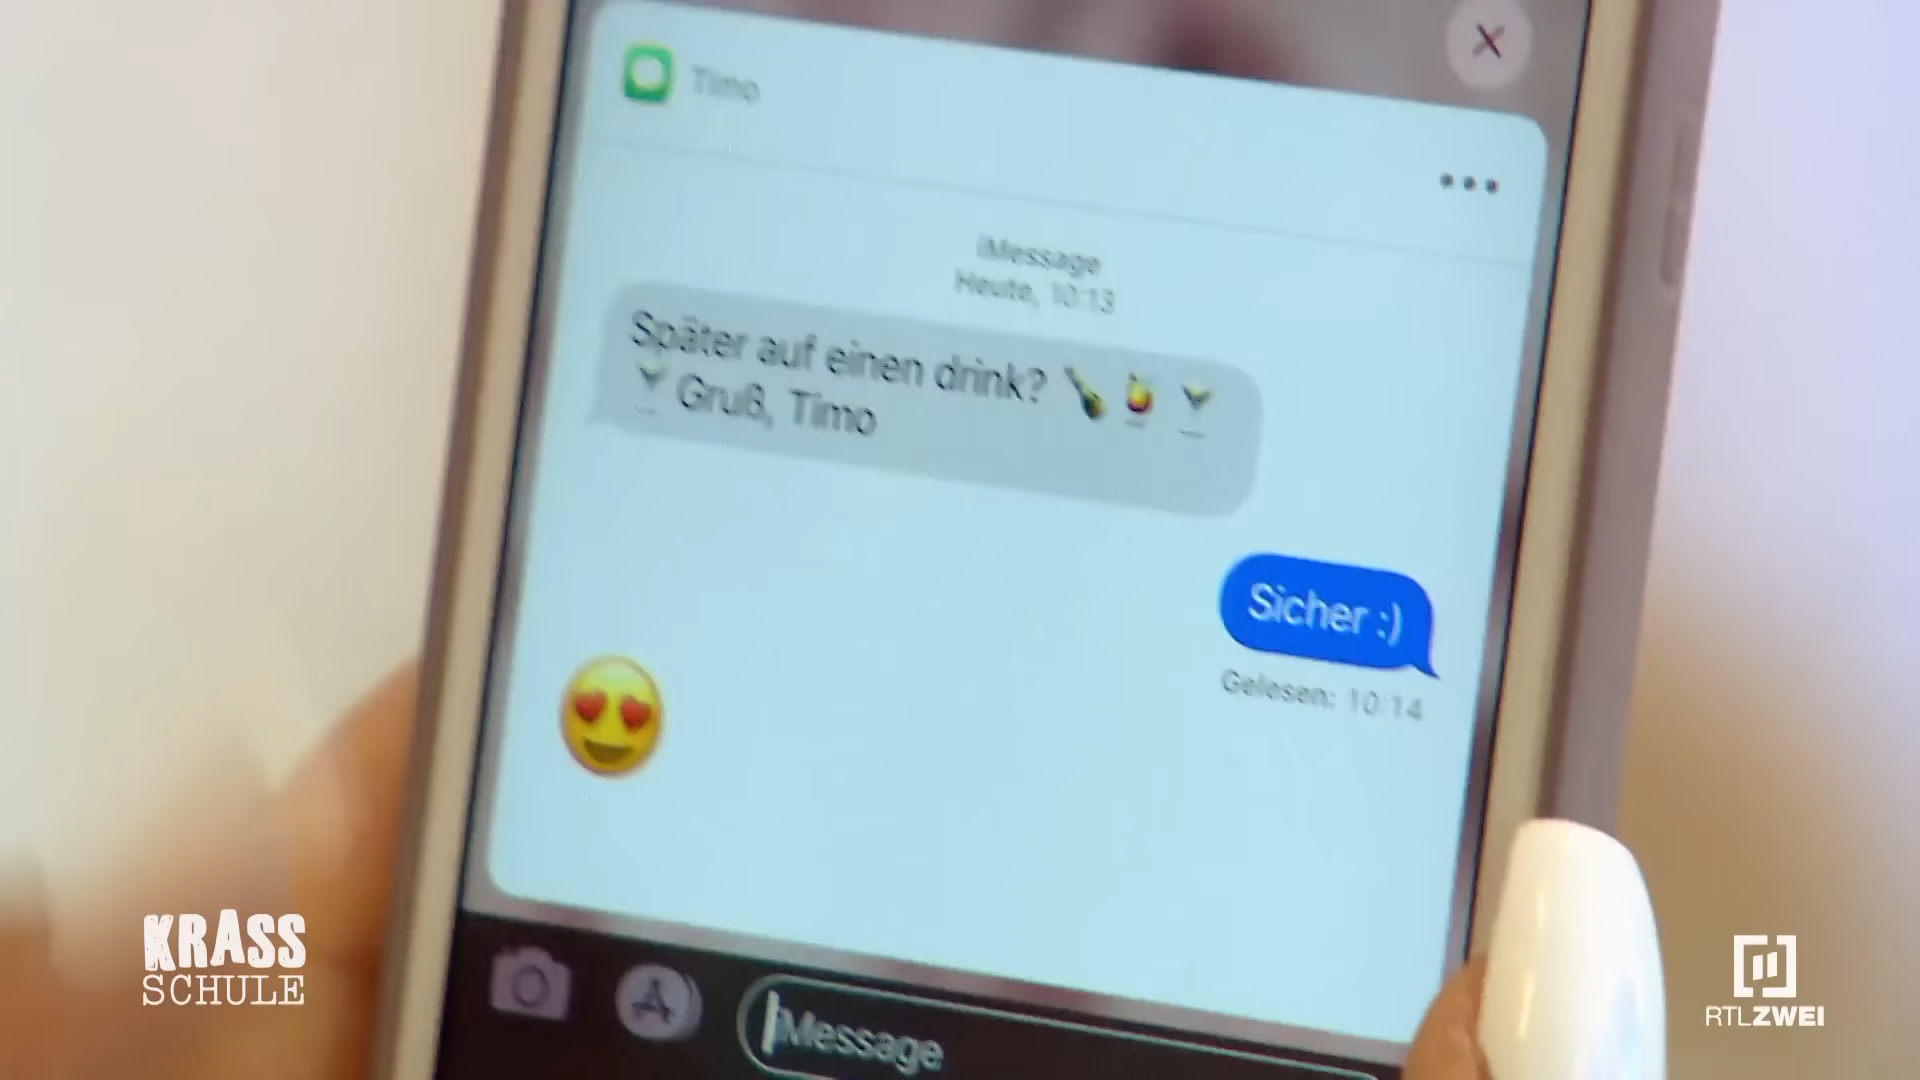 Timo
iMessage
Heute, 10:13
Später auf einen drink? 🍾 🍹 🍸
🍸 Gruß, Timo
Sicher :)
Gelesen: 10:14
😍
iMessage
KRASS
SCHULE
RTLZWEI